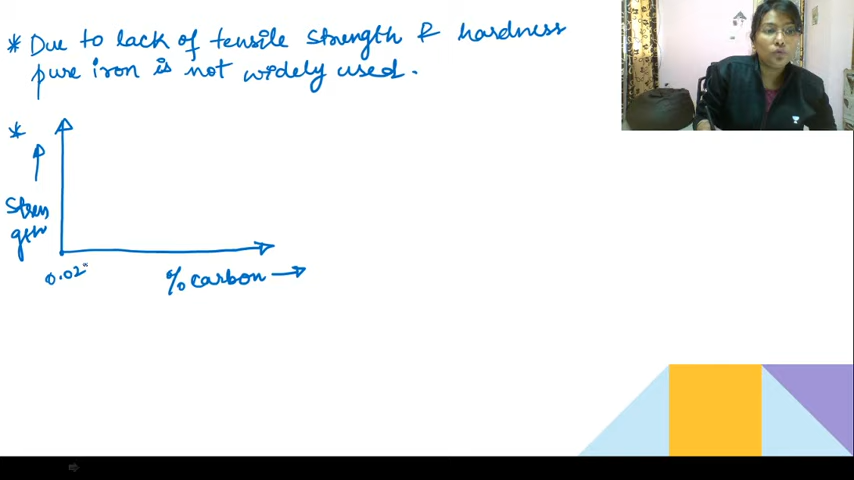 * Due to lack of tensile strength & hardness
pure iron is not widely used.
*
Stren
gth
0.02
% carbon